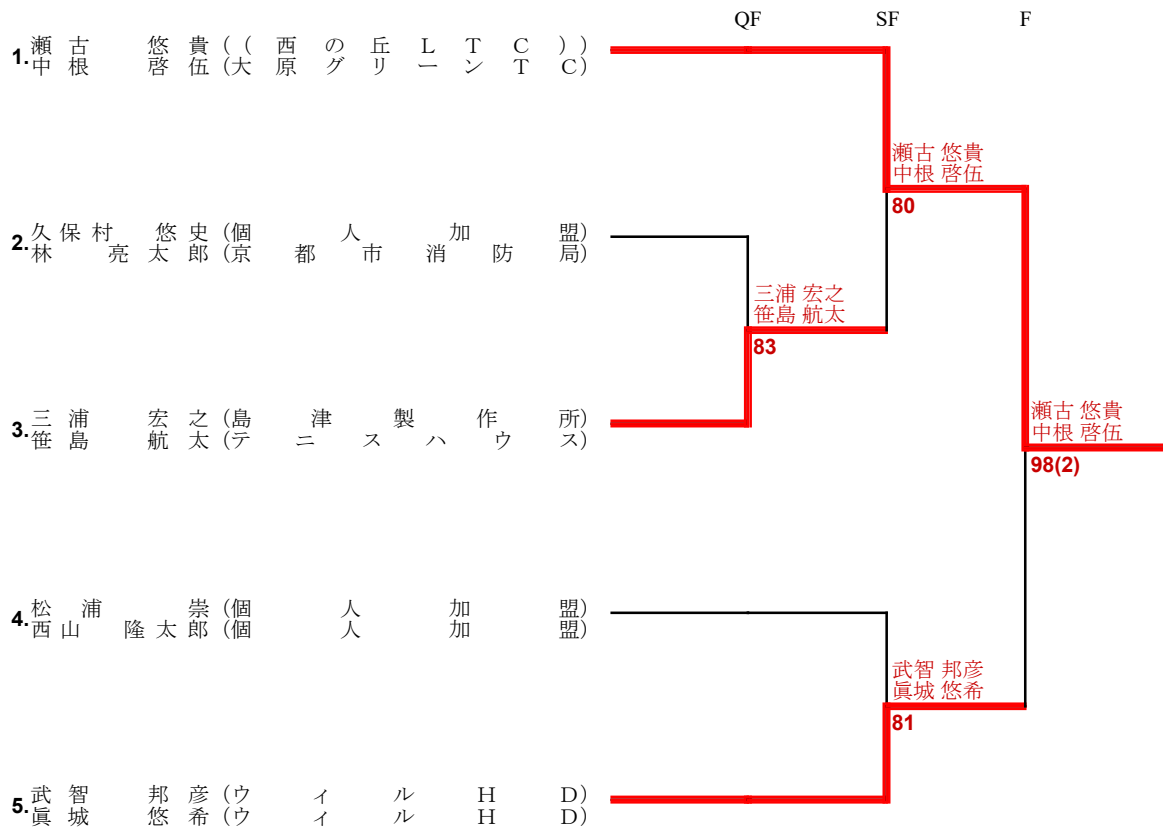 QF SF F
1. 瀬古 悠貴 ((西の丘LTC))
中根 啓伍 (大原グリーンTC)
瀬古 悠貴
中根 啓伍
80
2. 久保村 悠史 (個人加盟)
林 亮太郎 (京都市消防局)
三浦 宏之
笹島 航太
83
3. 三浦 宏之 (島津製作所)
笹島 航太 (テニスハウス)
瀬古 悠貴
中根 啓伍
98(2)
4. 松浦 崇 (個人加盟)
西山 隆太郎 (個人加盟)
武智 邦彦
眞城 悠希
81
5. 武智 邦彦 (ウィルHD)
眞城 悠希 (ウィルHD)